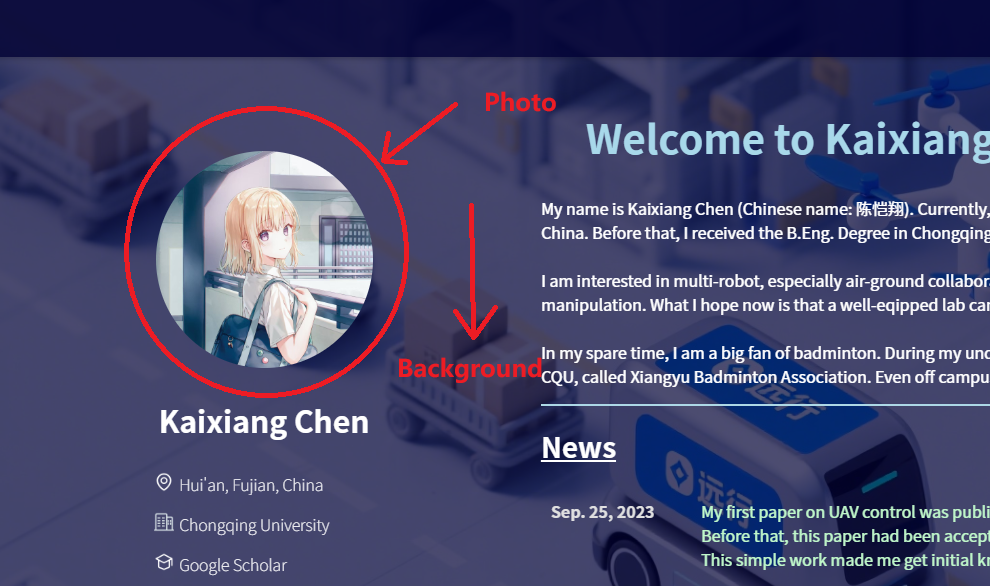 Photo
Welcome to Kaixiang
My name is Kaixiang Chen (Chinese name: 陈恺翔). Currently,
China. Before that, I received the B.Eng. Degree in Chongqing
I am interested in multi-robot, especially air-ground collabora
manipulation. What I hope now is that a well-eqipped lab car
In my spare time, I am a big fan of badminton. During my und
Background
CQU, called Xiangyu Badminton Association. Even off campu
远行
Kaixiang Chen
News
远行
Hui'an, Fujian, China
Sep. 25, 2023
My first paper on UAV control was publi
Chongqing University
Before that, this paper had been accept
This simple work made me get initial kn
Google Scholar